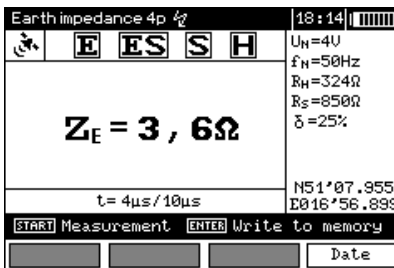 Earth impedance 4p
18:14
E ES S H
UN=4V
fN=50Hz
RH=324Ω
RS=850Ω
δ=25%
ZE = 3,6Ω
t= 4µs/10µs
N51'07.955
E016'56.899
START Measurement ENTER Write to memory
Date